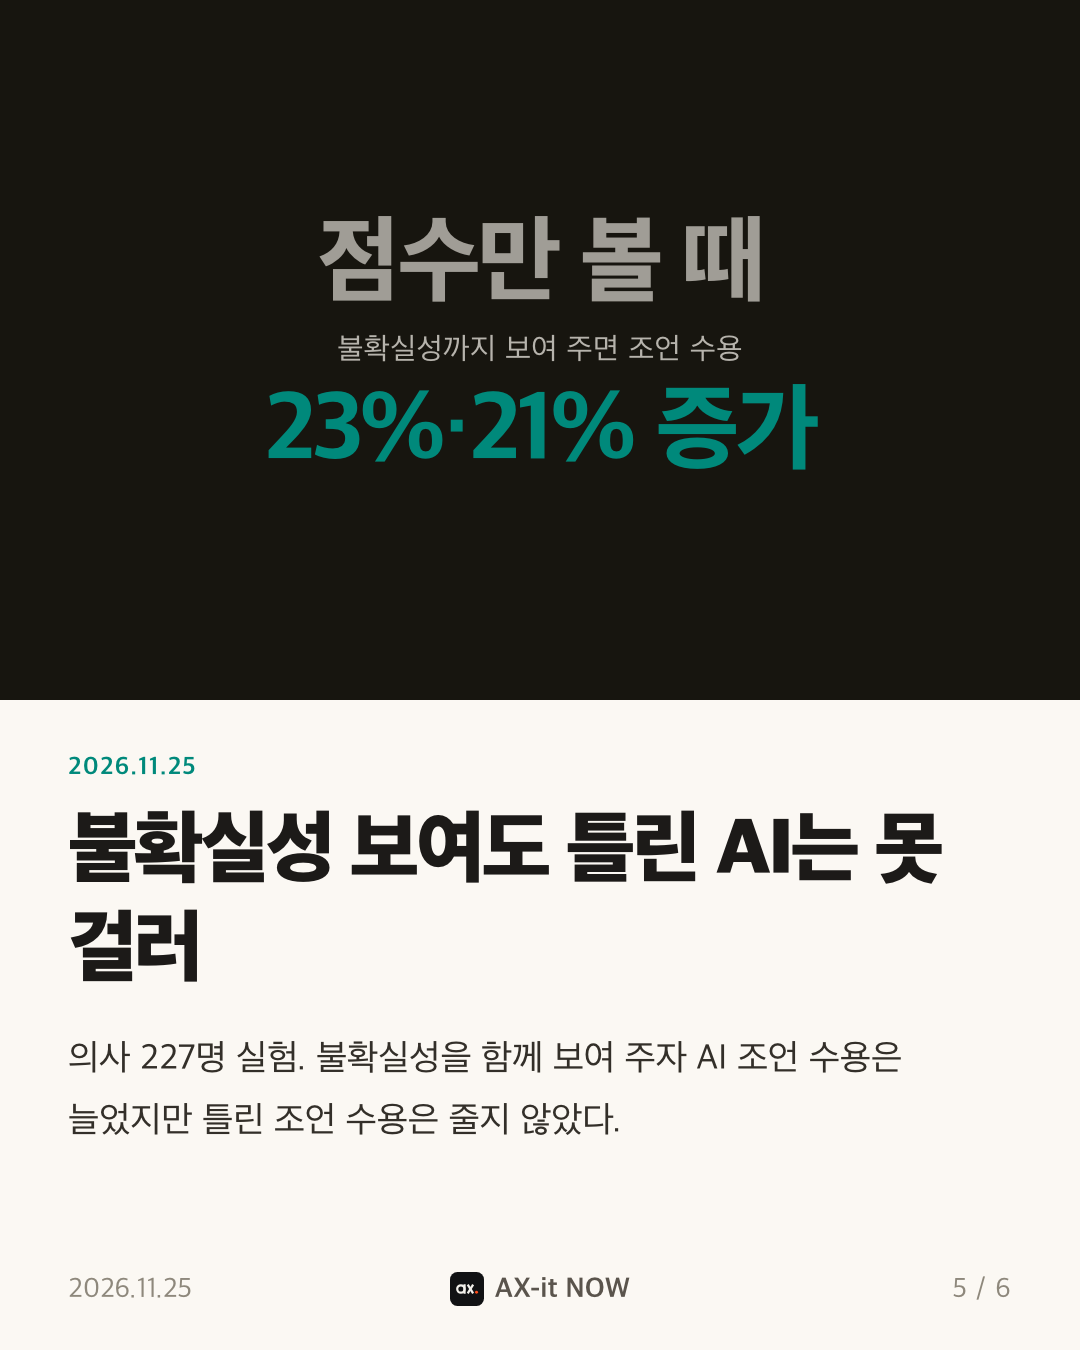 점수만 볼 때
불확실성까지 보여 주면 조언 수용
23%·21% 증가
2026.11.25
불확실성 보여도 틀린 AI는 못
걸러
의사 227명 실험. 불확실성을 함께 보여 주자 AI 조언 수용은
늘었지만 틀린 조언 수용은 줄지 않았다.
2026.11.25
ax.
AX-it NOW
5 / 6